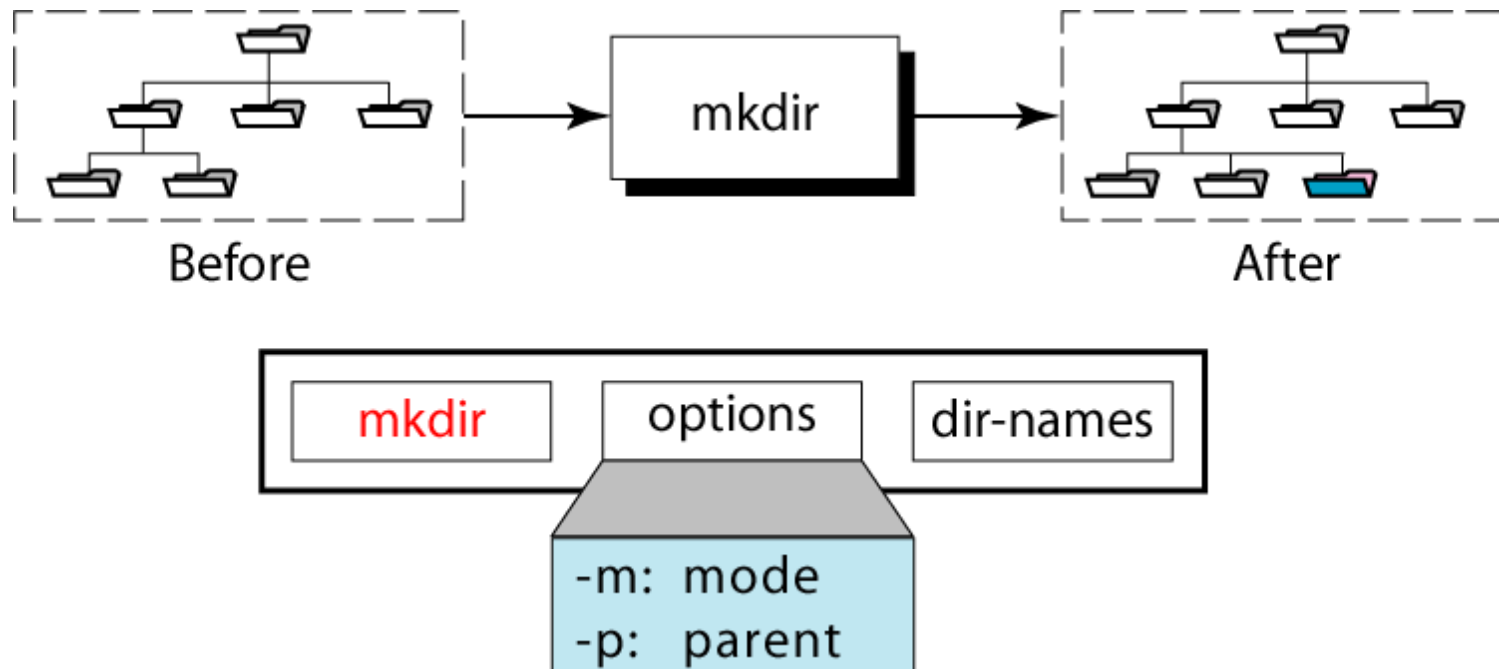 mkdir
Before
After
mkdir options dir-names
-m: mode
-p: parent